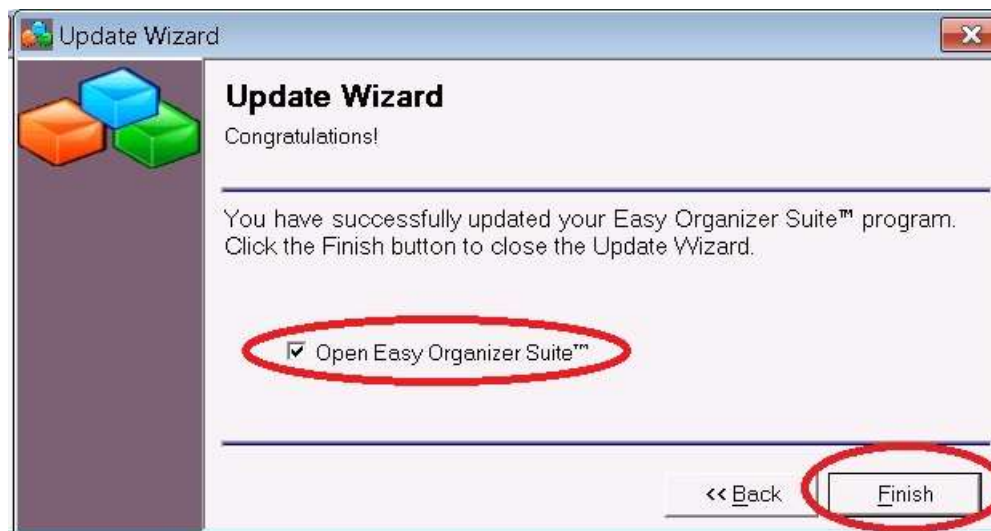 Update Wizard
Update Wizard
Congratulations!
You have successfully updated your Easy Organizer Suite™ program.
Click the Finish button to close the Update Wizard.
Open Easy Organizer Suite™
<< Back
Finish